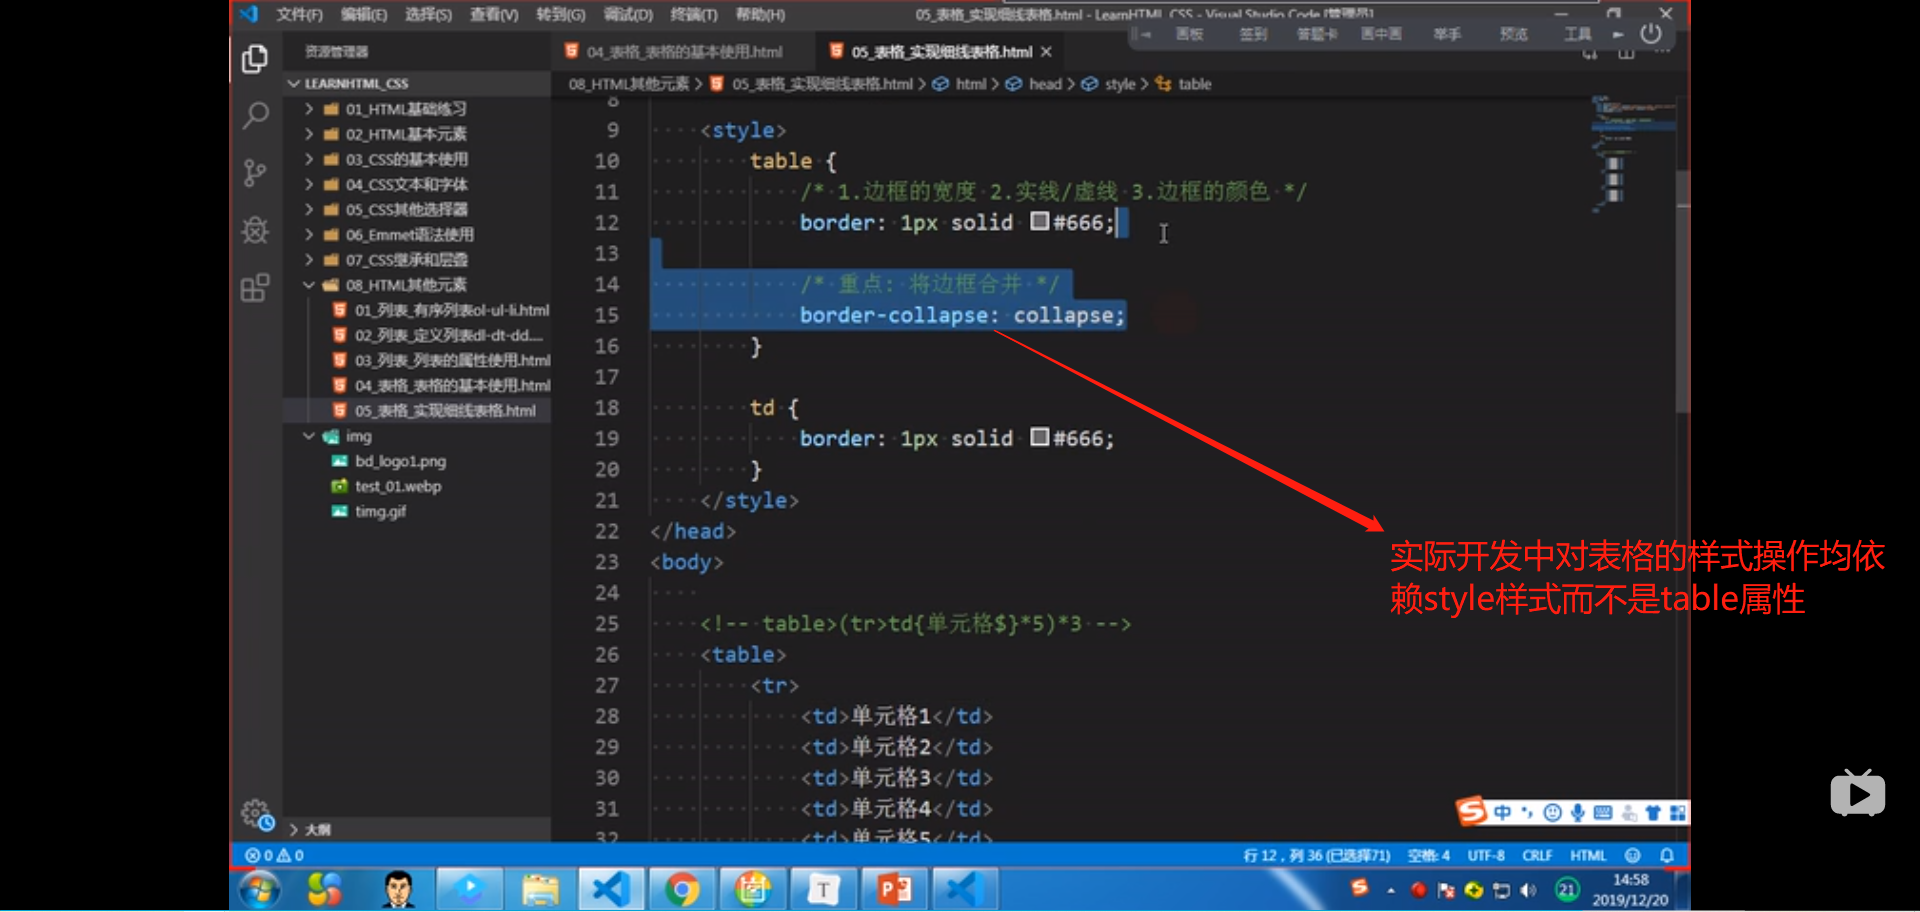 文件(F) 编辑(E) 选择(S) 查看(V) 转到(G) 调试(D) 终端(T) 帮助(H)
05_表格_实现细线表格.html - LearnHTML_CSS - Visual Studio Code [管理员]
画板 签到 答题卡 画中画 举手 预览 工具
资源管理器
04_表格_表格的基本使用.html
05_表格_实现细线表格.html
LEARNHTML_CSS
01_HTML基础练习
02_HTML基本元素
03_CSS的基本使用
04_CSS文本和字体
05_CSS其他选择器
06_Emmet语法使用
07_CSS继承和层叠
08_HTML其他元素
01_列表_有序列表ol-ul-li.html
02_列表_定义列表dl-dt-dd....
03_列表_列表的属性使用.html
04_表格_表格的基本使用.html
05_表格_实现细线表格.html
img
bd_logo1.png
test_01.webp
timg.gif
大纲
08_HTML其他元素 > 05_表格_实现细线表格.html > html > head > style > table
8
9 <style>
10 table {
11 /* 1.边框的宽度 2.实线/虚线 3.边框的颜色 */
12 border: 1px solid #666;
13
14 /* 重点: 将边框合并 */
15 border-collapse: collapse;
16 }
17
18 td {
19 border: 1px solid #666;
20 }
21 </style>
22 </head>
23 <body>
24
25 <!-- table>(tr>td{单元格$}*5)*3 -->
26 <table>
27 <tr>
28 <td>单元格1</td>
29 <td>单元格2</td>
30 <td>单元格3</td>
31 <td>单元格4</td>
32 <td>单元格5</td>
实际开发中对表格的样式操作均依
赖style样式而不是table属性
中
0 0
行 12，列 36 (已选择71) 空格: 4 UTF-8 CRLF HTML
21
14:58
2019/12/20